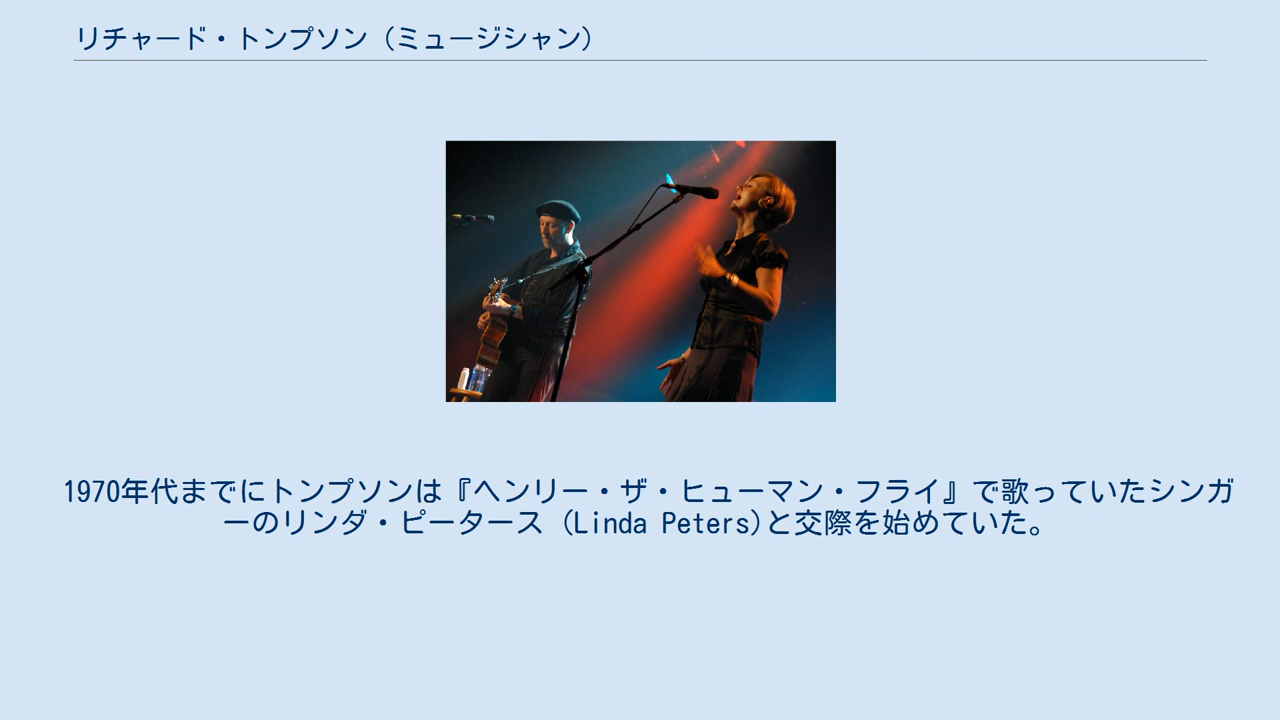 リチャード・トンプソン（ミュージシャン）
1970年代までにトンプソンは『ヘンリー・ザ・ヒューマン・フライ』で歌っていたシンガ
ーのリンダ・ピータース (Linda Peters)と交際を始めていた。